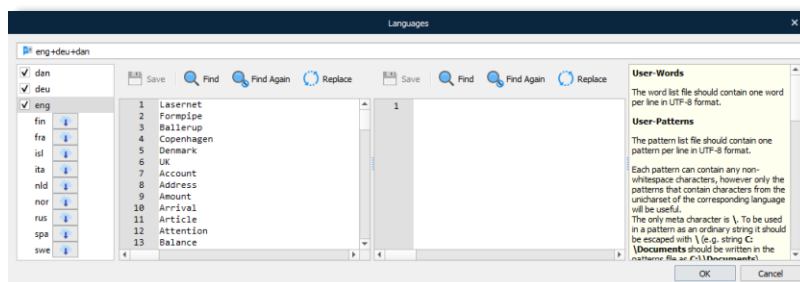 Languages
eng+deu+dan
dan
deu
eng
fin
fra
isl
ita
nld
nor
rus
spa
swe
Save Find Find Again Replace
1 Lasernet
2 Formpipe
3 Ballerup
4 Copenhagen
5 Denmark
6 UK
7 Account
8 Address
9 Amount
10 Arrival
11 Article
12 Attention
13 Balance
Save Find Find Again Replace
1
User-Words
The word list file should contain one word
per line in UTF-8 format.
User-Patterns
The pattern list file should contain one
pattern per line in UTF-8 format.
Each pattern can contain any non-
whitespace characters, however only the
patterns that contain characters from the
unicharset of the corresponding language
will be useful.
The only meta character is \. To be used
in a pattern as an ordinary string it should
be escaped with \ (e.g. string C:
\Documents should be written in the
patterns file as C:\\Documents)
OK Cancel